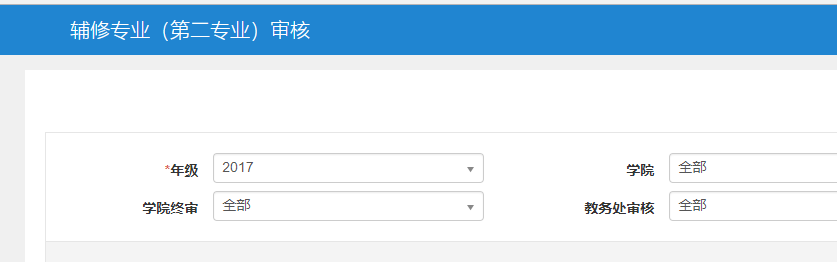 辅修专业（第二专业）审核
*年级 2017 学院 全部
学院终审 全部 教务处审核 全部